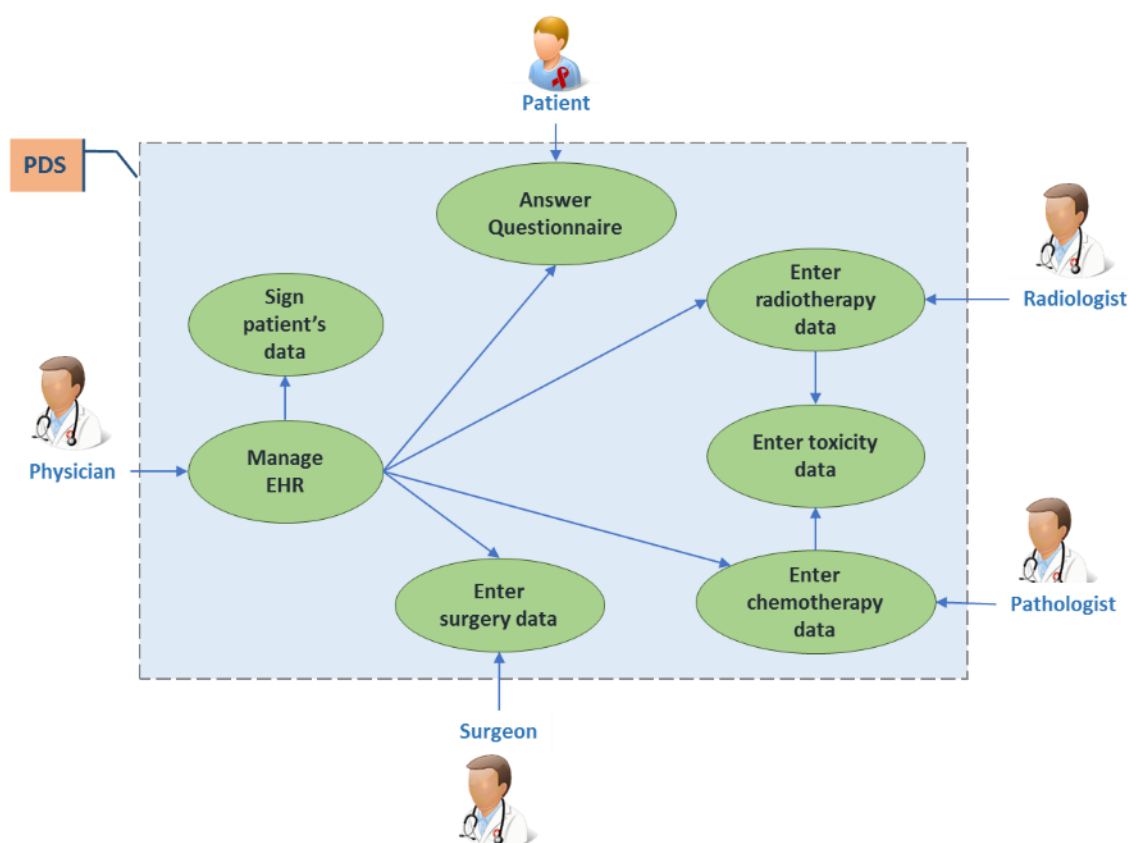 Patient
PDS
Answer
Questionnaire
Enter
radiotherapy
data
Radiologist
Sign
patient's
data
Physician
Manage
EHR
Enter toxicity
data
Enter
surgery data
Enter
chemotherapy
data
Pathologist
Surgeon